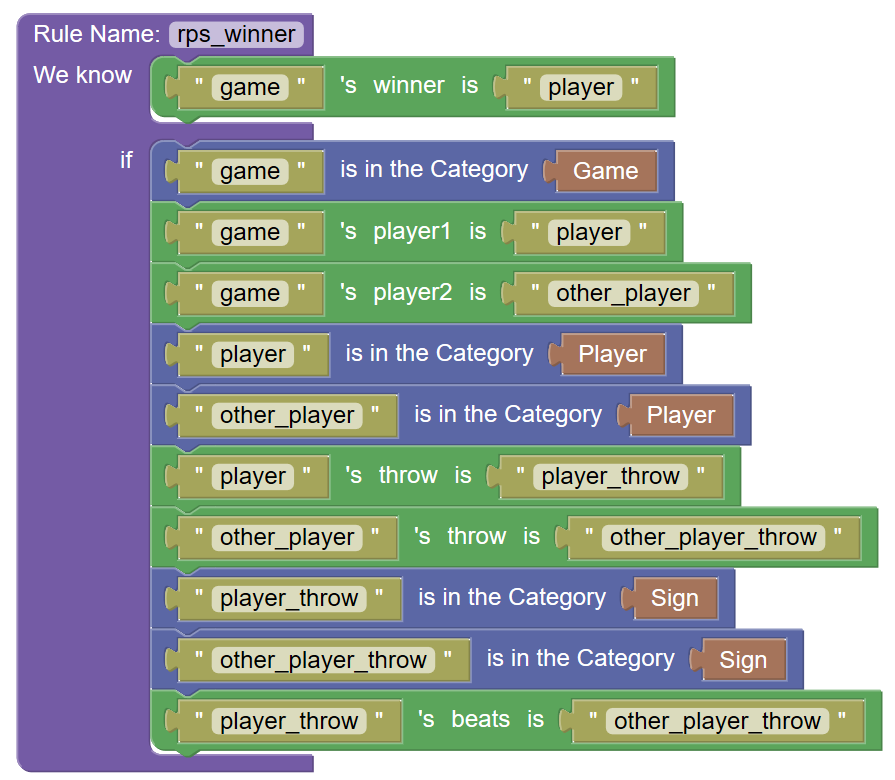 Rule Name: rps_winner
We know " game " 's winner is " player "
if " game " is in the Category Game
" game " 's player1 is " player "
" game " 's player2 is " other_player "
" player " is in the Category Player
" other_player " is in the Category Player
" player " 's throw is " player_throw "
" other_player " 's throw is " other_player_throw "
" player_throw " is in the Category Sign
" other_player_throw " is in the Category Sign
" player_throw " 's beats is " other_player_throw "